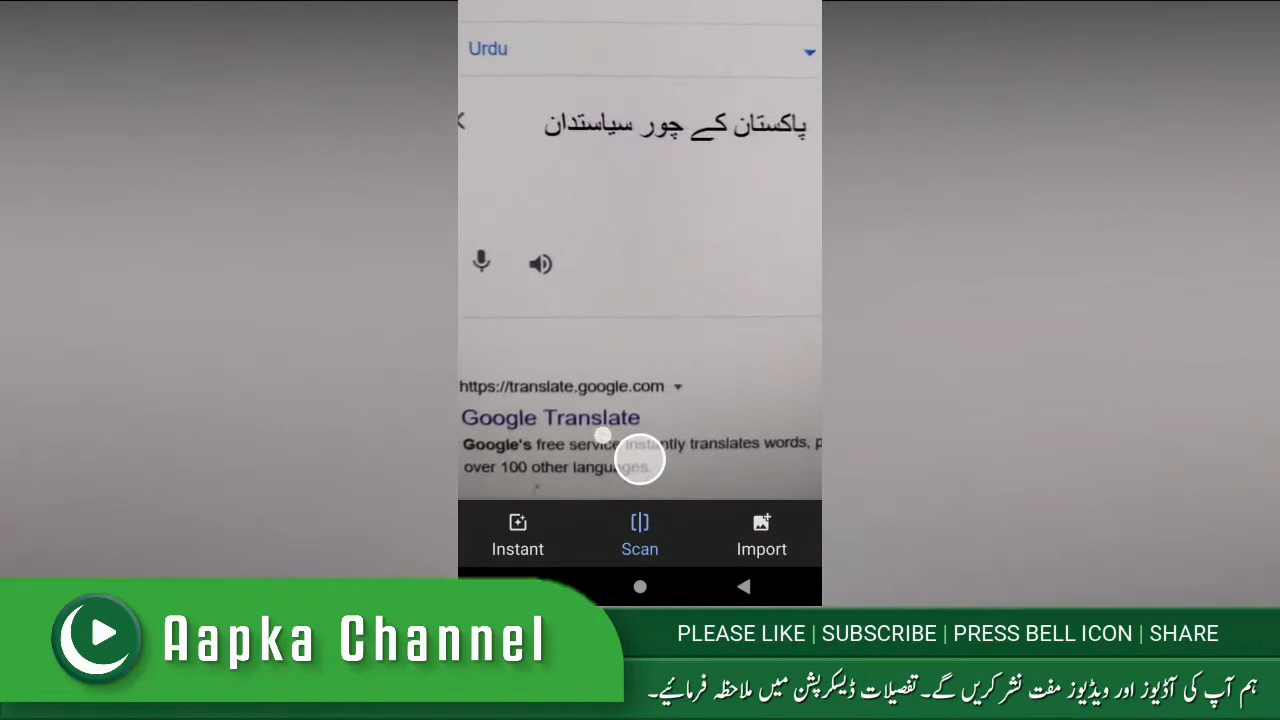 Urdu
پاکستان کے چور سیاستدان
https://translate.google.com
Google Translate
Google's free service instantly translates words, p
over 100 other languages.
Instant
Scan
Import
Aapka Channel
PLEASE LIKE | SUBSCRIBE | PRESS BELL ICON | SHARE
ہم آپ کی آڈیوز اور ویڈیوز مفت نشر کریں گے۔ تفصیلات ڈیسکرپشن میں ملاحظہ فرمائیے۔